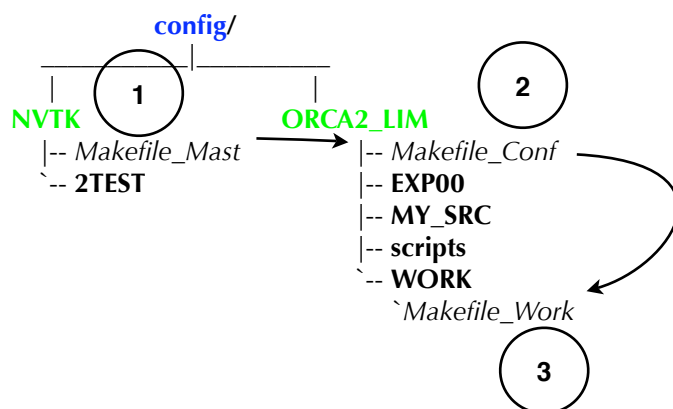 config/
1
2
NVTK
ORCA2_LIM
|-- Makefile_Mast
|-- Makefile_Conf
`-- 2TEST
|-- EXP00
|-- MY_SRC
|-- scripts
`-- WORK
`Makefile_Work
3